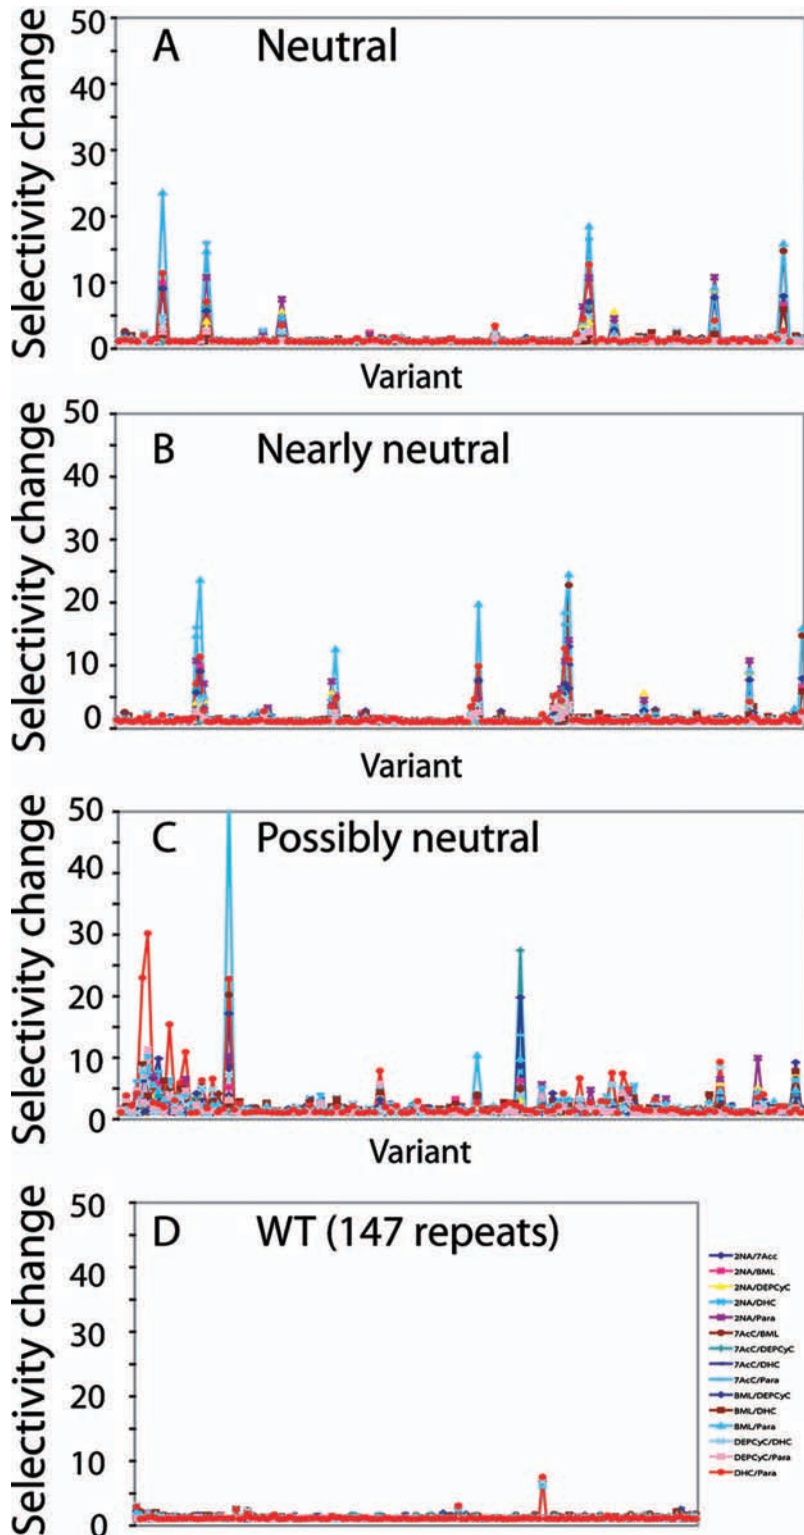 Selectivity change
50
40
30
20
10
0
A Neutral
Variant
Selectivity change
50
40
30
20
10
0
B Nearly neutral
Variant
Selectivity change
50
40
30
20
10
0
C Possibly neutral
Variant
Selectivity change
50
40
30
20
10
0
D WT (147 repeats)
2NA/7Acc
2NA/BML
2NA/DEPCyC
2NA/DHC
2NA/Para
7AcC/BML
7AcC/DEPCyC
7AcC/DHC
7AcC/Para
BML/DEPCyC
BML/DHC
BML/Para
DEPCyC/DHC
DEPCyC/Para
DHC/Para